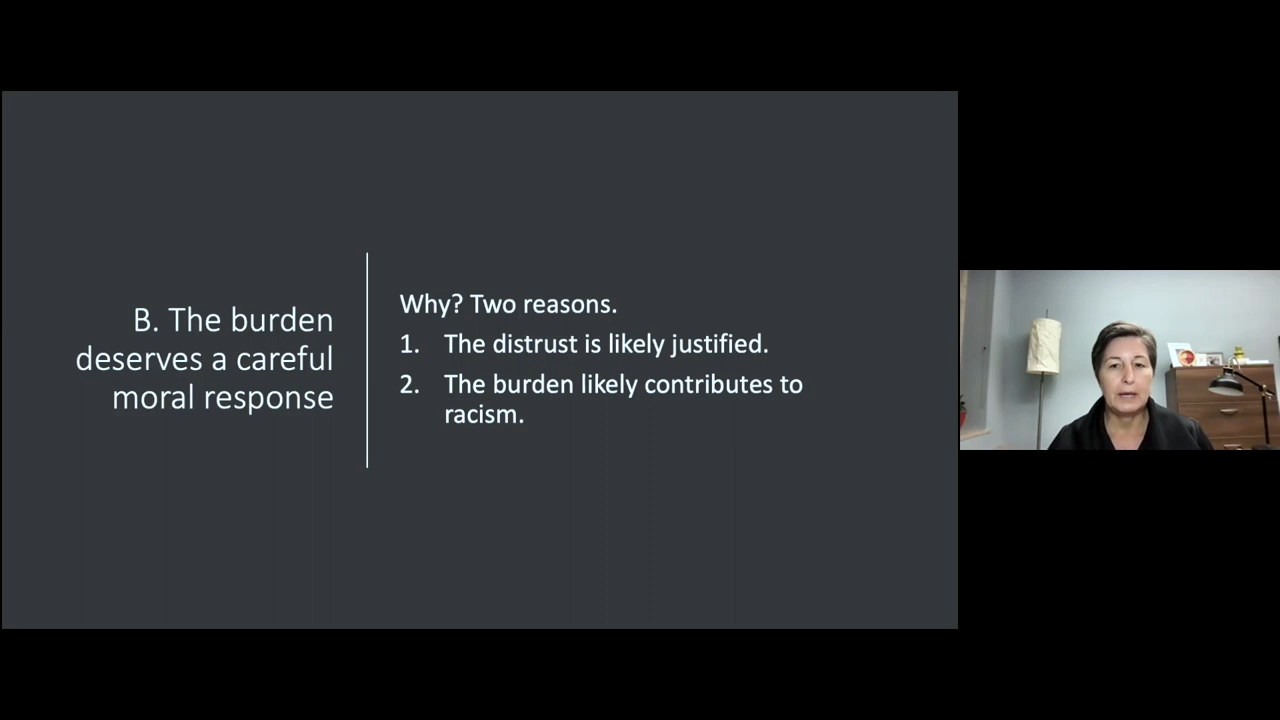 B. The burden
deserves a careful
moral response
Why? Two reasons.
1. The distrust is likely justified.
2. The burden likely contributes to
racism.